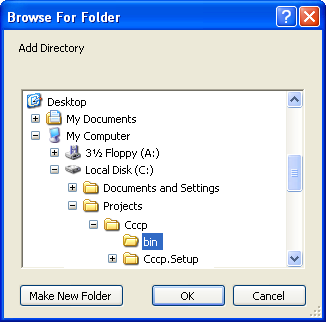 Browse For Folder
Add Directory
Desktop
My Documents
My Computer
3½ Floppy (A:)
Local Disk (C:)
Documents and Settings
Projects
Cccp
bin
Cccp.Setup
Make New Folder
OK
Cancel